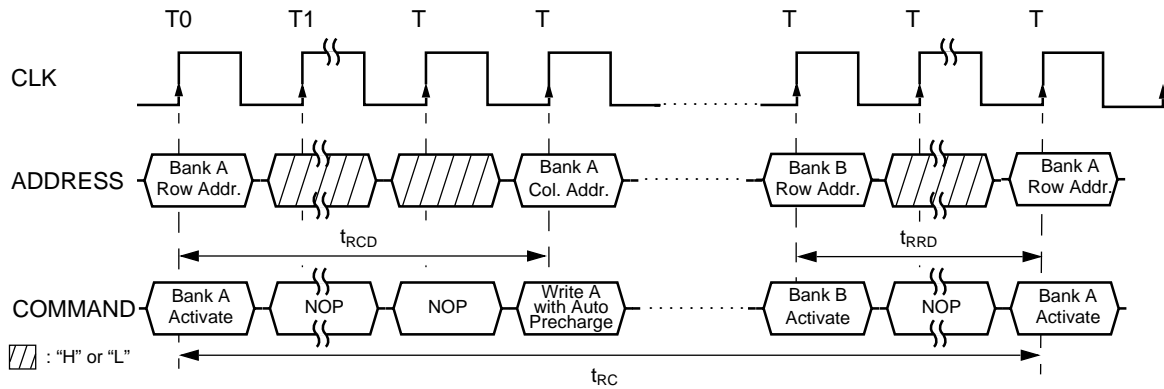 T0 T1 T T T T T
CLK
ADDRESS
Bank A
Row Addr.
Bank A
Col. Addr.
Bank B
Row Addr.
Bank A
Row Addr.
tRCD
tRRD
COMMAND
Bank A
Activate
NOP
NOP
Write A
with Auto
Precharge
Bank B
Activate
NOP
Bank A
Activate
: “H” or “L”
tRC